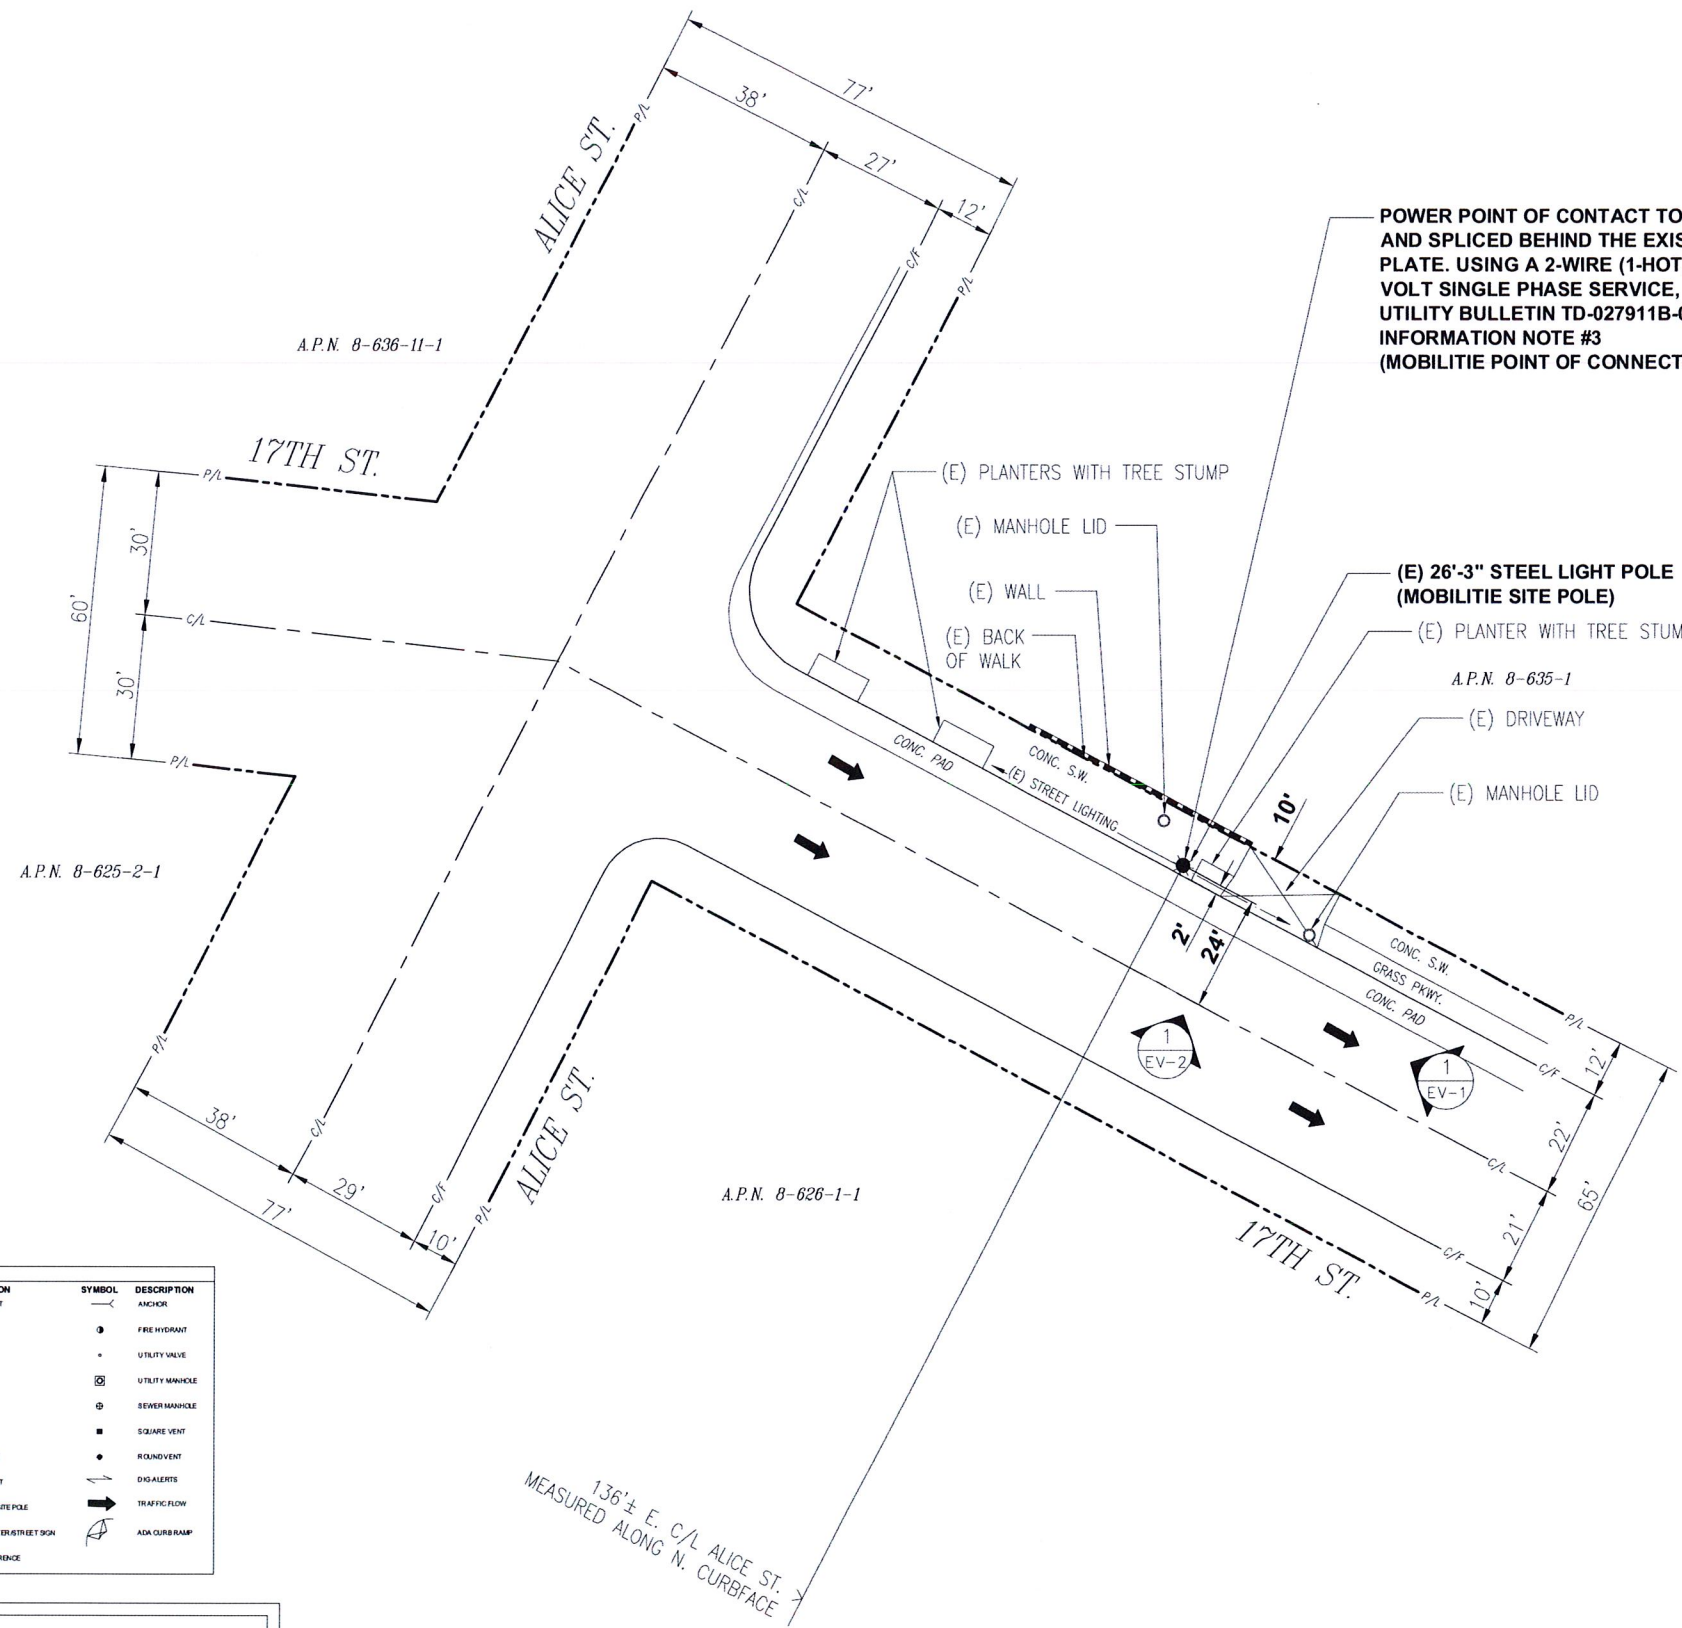 77'
38'
27'
12'
P/L
ALICE ST.
C/L
C/F
P/L
POWER POINT OF CONTACT TO
AND SPLICED BEHIND THE
PLATE. USING A 2-WIRE (1-HOT
VOLT SINGLE PHASE SERVICE,
UTILITY BULLETIN TD-027911B-
INFORMATION NOTE #3
(MOBILITIE POINT OF
A.P.N. 8-636-11-1
17TH ST.
P/L
(E) PLANTERS WITH TREE STUMP
(E) MANHOLE LID
30'
60'
(E) 26'-3" STEEL LIGHT POLE
(MOBILITIE SITE POLE)
(E) WALL
C/L
(E) PLANTER WITH TREE
(E) BACK
OF WALK
30'
A.P.N. 8-635-1
(E) DRIVEWAY
P/L
CONC. PAD
CONC. S.W.
(E) STREET LIGHTING
(E) MANHOLE LID
10'
A.P.N. 8-625-2-1
2'
24'
CONC. S.W.
GRASS PKWY.
CONC. PAD
P/L
1
EV-2
1
EV-1
C/F
12'
P/L
38'
C/L
ALICE ST.
22'
C/L
29'
C/F
77'
10'
P/L
A.P.N. 8-626-1-1
65'
21'
17TH ST.
C/F
P/L
10'
SYMBOL DESCRIPTION
ANCHOR
FIRE HYDRANT
UTILITY VALVE
UTILITY MANHOLE
SEWER MANHOLE
SQUARE VENT
ROUND VENT
DIG-ALERTS
SITE POLE
TRAFFIC FLOW
STREET SIGN
ADA CURB RAMP
136'± E. C/L ALICE ST.
MEASURED ALONG N. CURBFACE